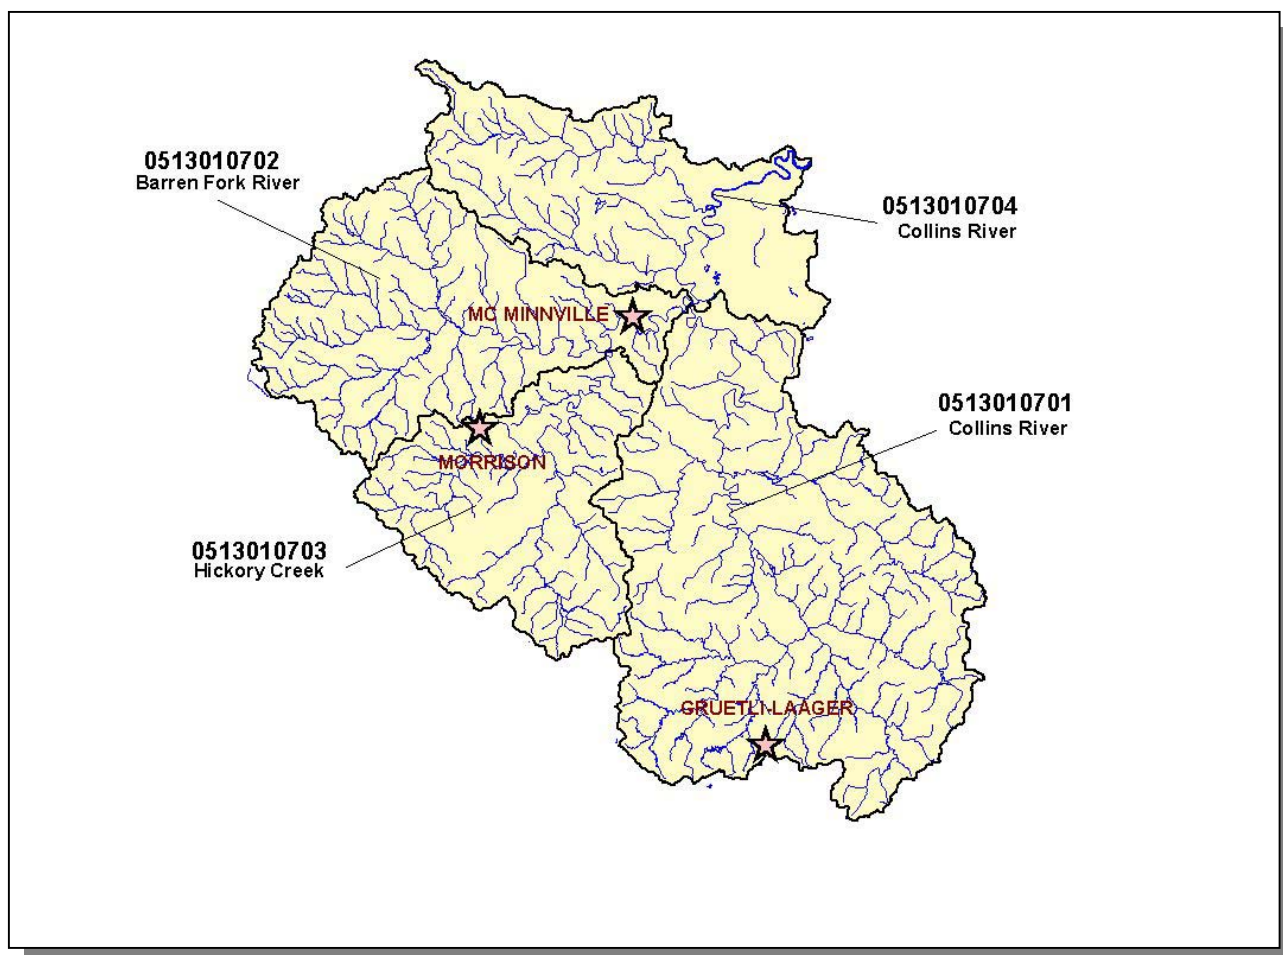 0513010702
Barren Fork River
0513010704
Collins River
MC MINNVILLE
0513010701
Collins River
MORRISON
0513010703
Hickory Creek
GRUETLI-LAAGER